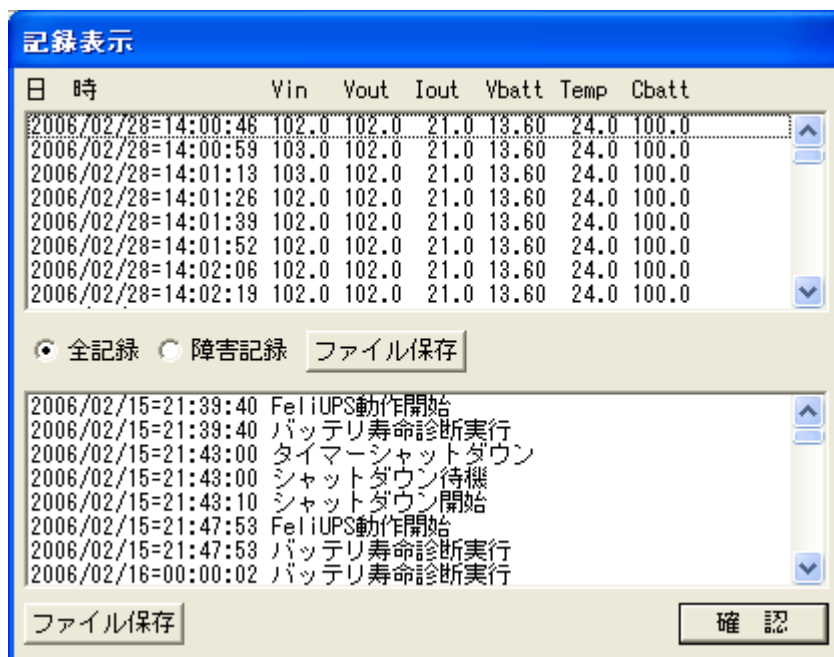 記録表示
日　時 Vin Vout Iout Vbatt Temp Cbatt
2006/02/28=14:00:46 102.0 102.0 21.0 13.60 24.0 100.0
2006/02/28=14:00:59 103.0 102.0 21.0 13.60 24.0 100.0
2006/02/28=14:01:13 103.0 102.0 21.0 13.60 24.0 100.0
2006/02/28=14:01:26 102.0 102.0 21.0 13.60 24.0 100.0
2006/02/28=14:01:39 102.0 102.0 21.0 13.60 24.0 100.0
2006/02/28=14:01:52 102.0 102.0 21.0 13.60 24.0 100.0
2006/02/28=14:02:06 102.0 102.0 21.0 13.60 24.0 100.0
2006/02/28=14:02:19 102.0 102.0 21.0 13.60 24.0 100.0
全記録 障害記録 ファイル保存
2006/02/15=21:39:40 FeliUPS動作開始
2006/02/15=21:39:40 バッテリ寿命診断実行
2006/02/15=21:43:00 タイマーシャットダウン
2006/02/15=21:43:00 シャットダウン待機
2006/02/15=21:43:10 シャットダウン開始
2006/02/15=21:47:53 FeliUPS動作開始
2006/02/15=21:47:53 バッテリ寿命診断実行
2006/02/16=00:00:02 バッテリ寿命診断実行
ファイル保存 確　認